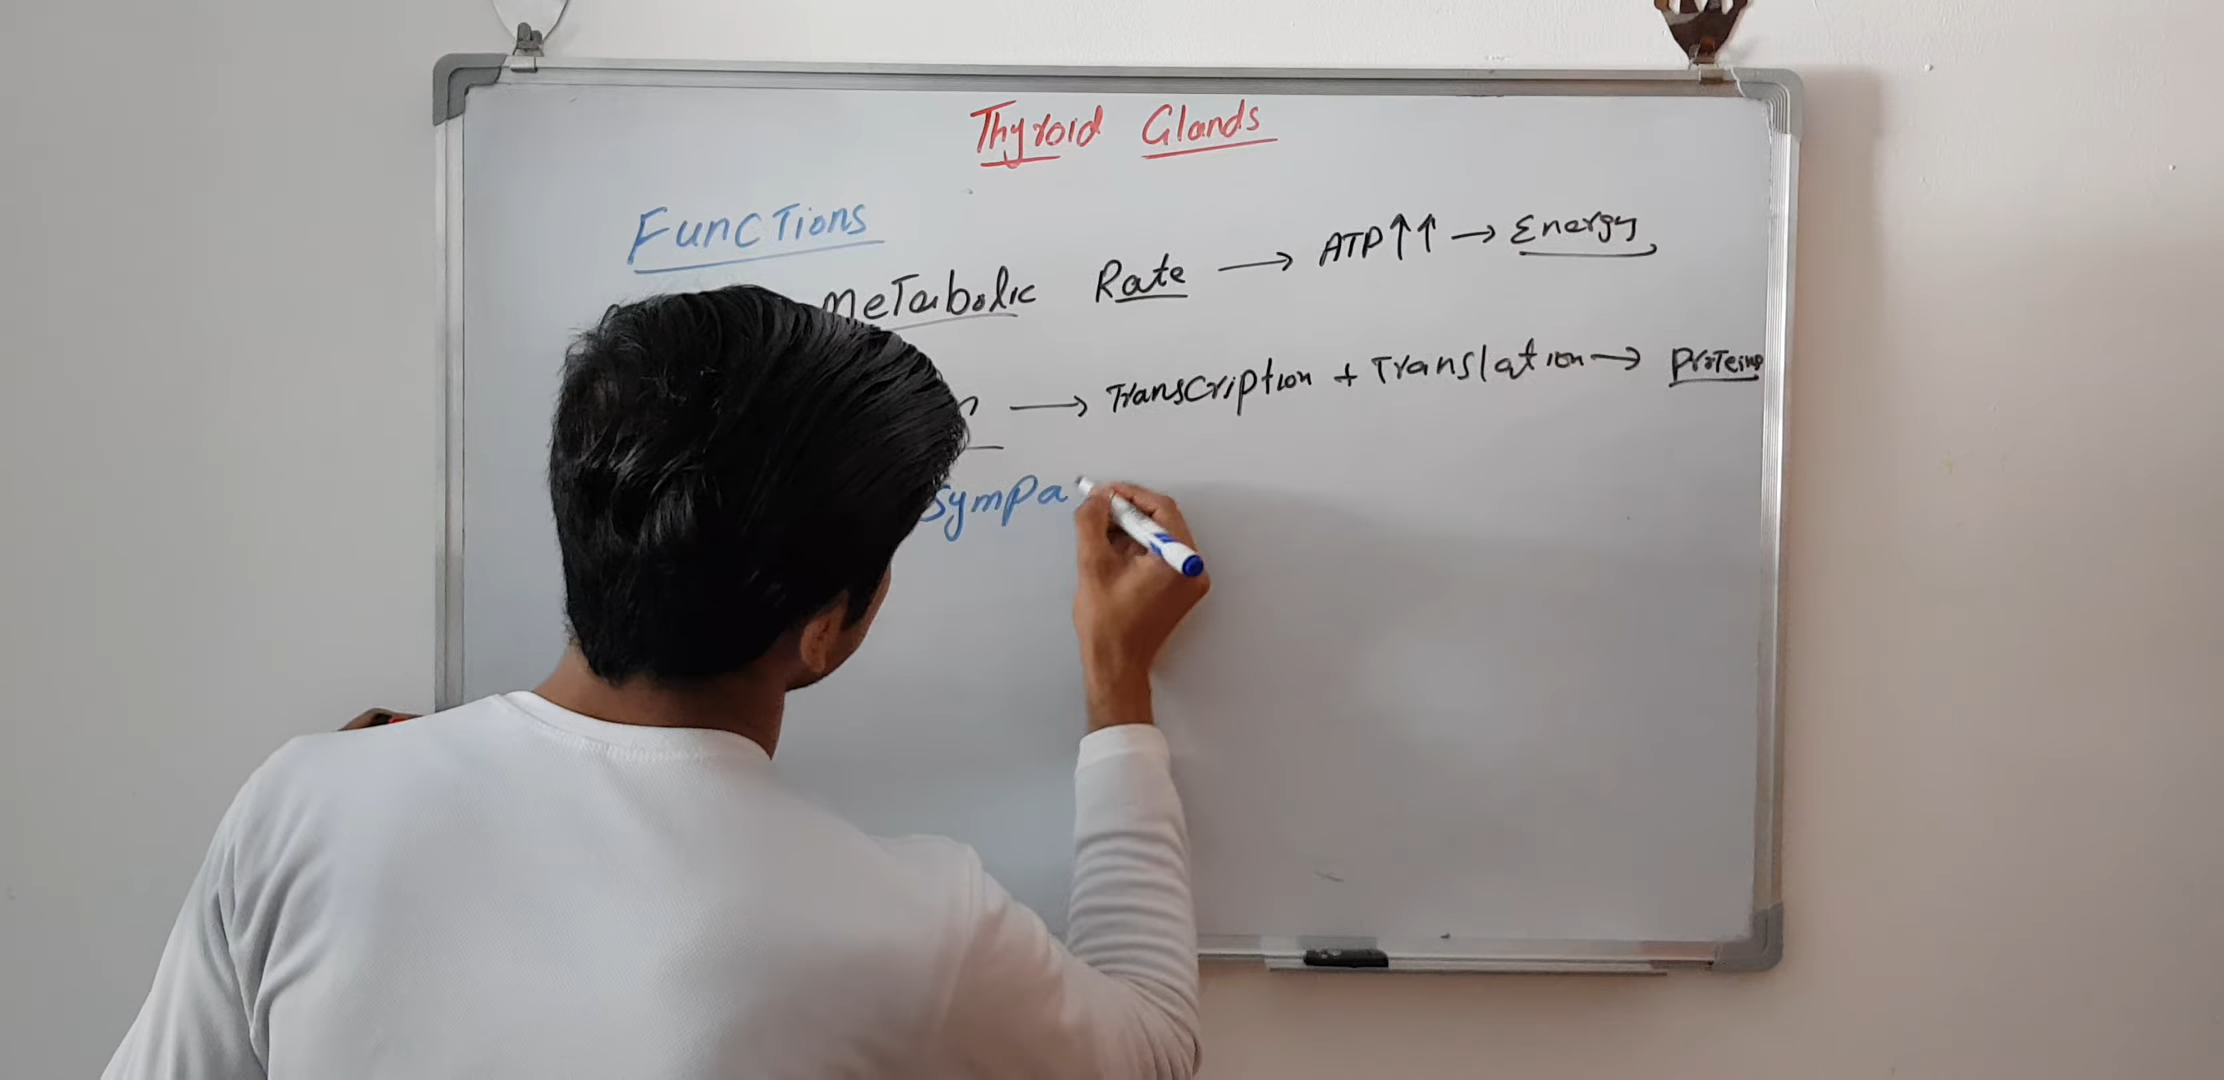 Thyroid Glands
Functions
Metabolic Rate → ATP↑↑ → Energy
→ Transcription + Translation → Proteins
Sympa